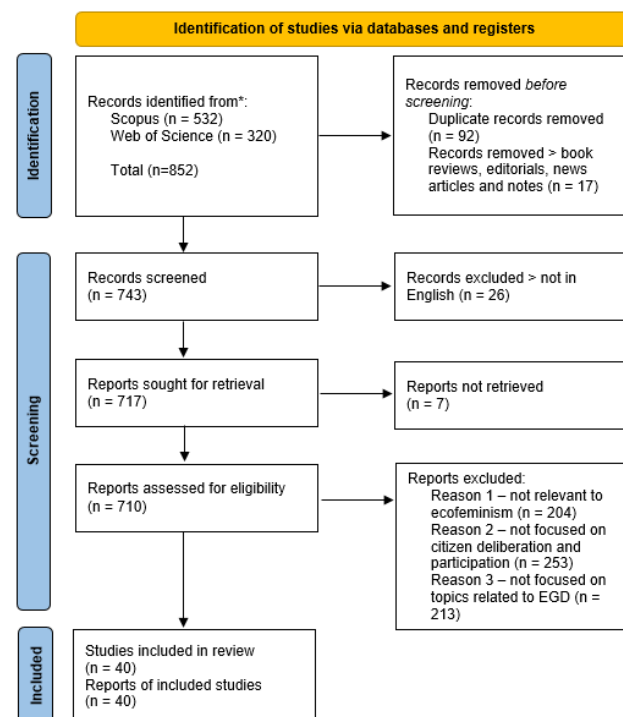 Identification of studies via databases and registers
Identification
Records identified from*:
Scopus (n = 532)
Web of Science (n = 320)
Total (n=852)
Records removed before
screening:
Duplicate records removed
(n = 92)
Records removed > book
reviews, editorials, news
articles and notes (n = 17)
Screening
Records screened
(n = 743)
Records excluded > not in
English (n = 26)
Reports sought for retrieval
(n = 717)
Reports not retrieved
(n = 7)
Reports assessed for eligibility
(n = 710)
Reports excluded:
Reason 1 – not relevant to
ecofeminism (n = 204)
Reason 2 – not focused on
citizen deliberation and
participation (n = 253)
Reason 3 – not focused on
topics related to EGD (n =
213)
Included
Studies included in review
(n = 40)
Reports of included studies
(n = 40)